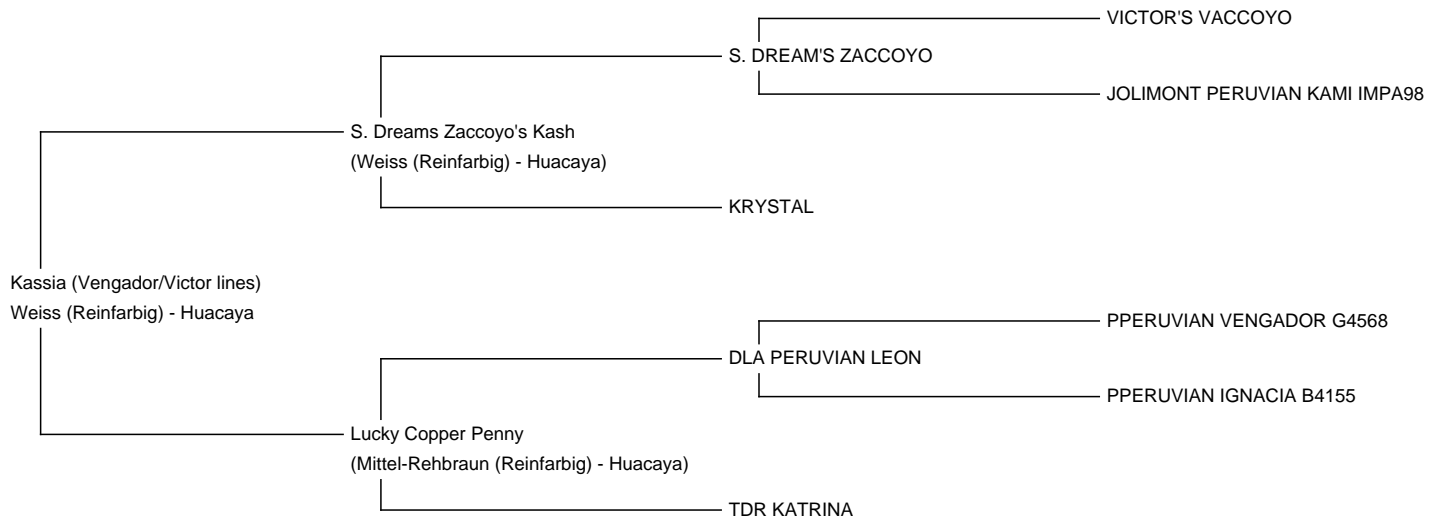 VICTOR'S VACCOYO
S. DREAM'S ZACCOYO
JOLIMONT PERUVIAN KAMI IMPA98
S. Dreams Zaccoyo's Kash
(Weiss (Reinfarbig) - Huacaya)
KRYSTAL
Kassia (Vengador/Victor lines)
Weiss (Reinfarbig) - Huacaya
PPERUVIAN VENGADOR G4568
DLA PERUVIAN LEON
PPERUVIAN IGNACIA B4155
Lucky Copper Penny
(Mittel-Rehbraun (Reinfarbig) - Huacaya)
TDR KATRINA